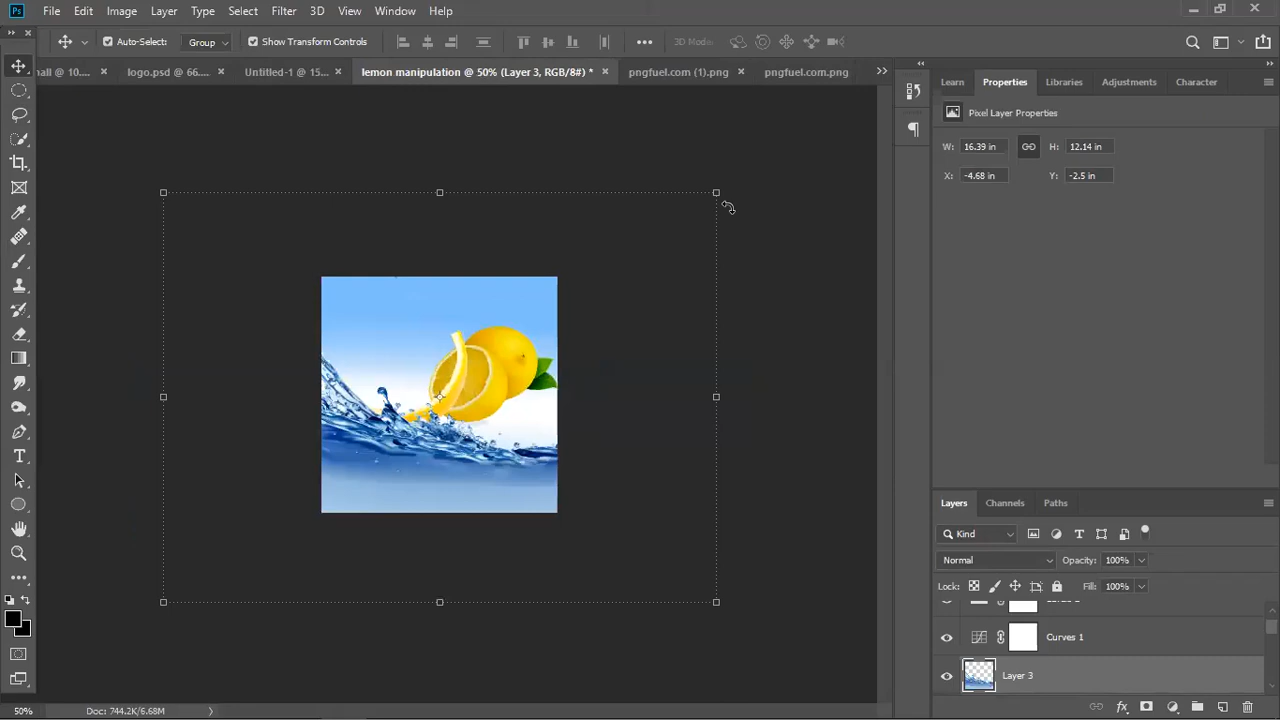 Ps File Edit Image Layer Type Select Filter 3D View Window Help
Auto-Select: Group Show Transform Controls 3D Mode:
all @ 10.... × logo.psd @ 66.... × Untitled-1 @ 15... × lemon manipulation @ 50% (Layer 3, RGB/8#) * × pngfuel.com (1).png × pngfuel.com.png
Learn Properties Libraries Adjustments Character
Pixel Layer Properties
W: 16.39 in H: 12.14 in
X: -4.68 in Y: -2.5 in
Layers Channels Paths
Kind
Normal Opacity: 100%
Lock: Fill: 100%
Curves 1
Layer 3
50% Doc: 744.2K/6.68M